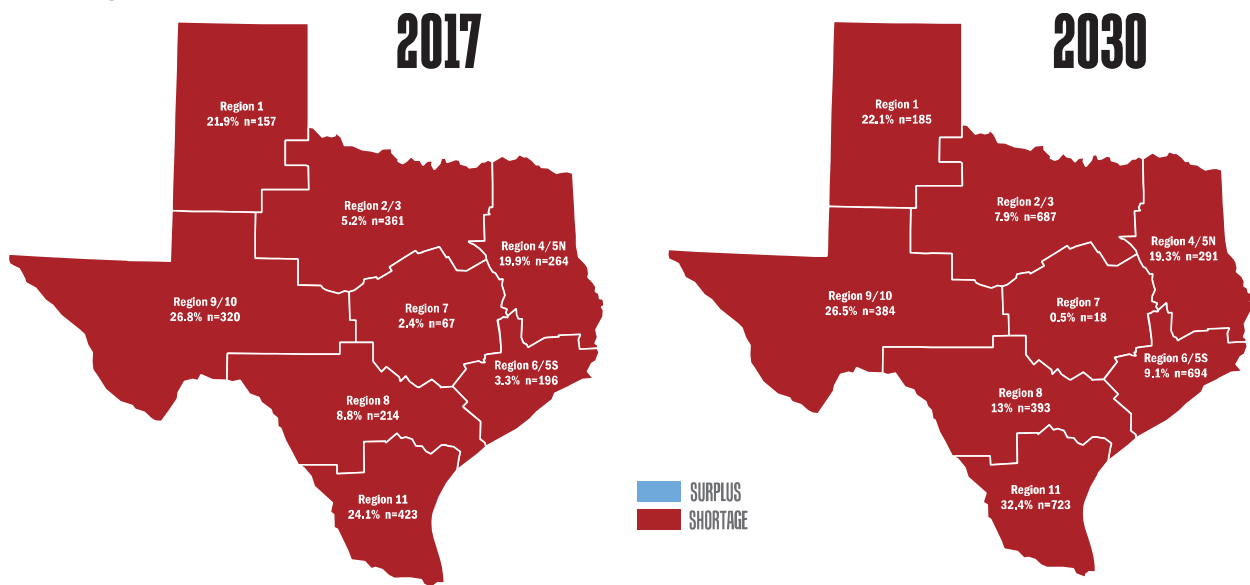 2017
Region 1
21.9% n=157
Region 2/3
5.2% n=361
Region 4/5N
19.9% n=264
Region 9/10
26.8% n=320
Region 7
2.4% n=67
Region 6/5S
3.3% n=196
Region 8
8.8% n=214
Region 11
24.1% n=423
2030
Region 1
22.1% n=185
Region 2/3
7.9% n=687
Region 4/5N
19.3% n=291
Region 9/10
26.5% n=384
Region 7
0.5% n=18
Region 6/5S
9.1% n=694
Region 8
13% n=393
Region 11
32.4% n=723
SURPLUS
SHORTAGE